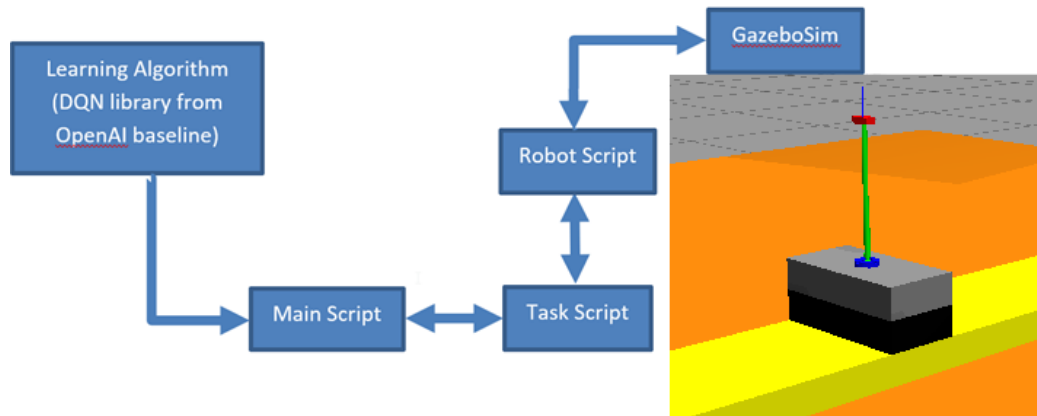 GazeboSim
Learning Algorithm
(DQN library from
OpenAI baseline)
Robot Script
Main Script
Task Script